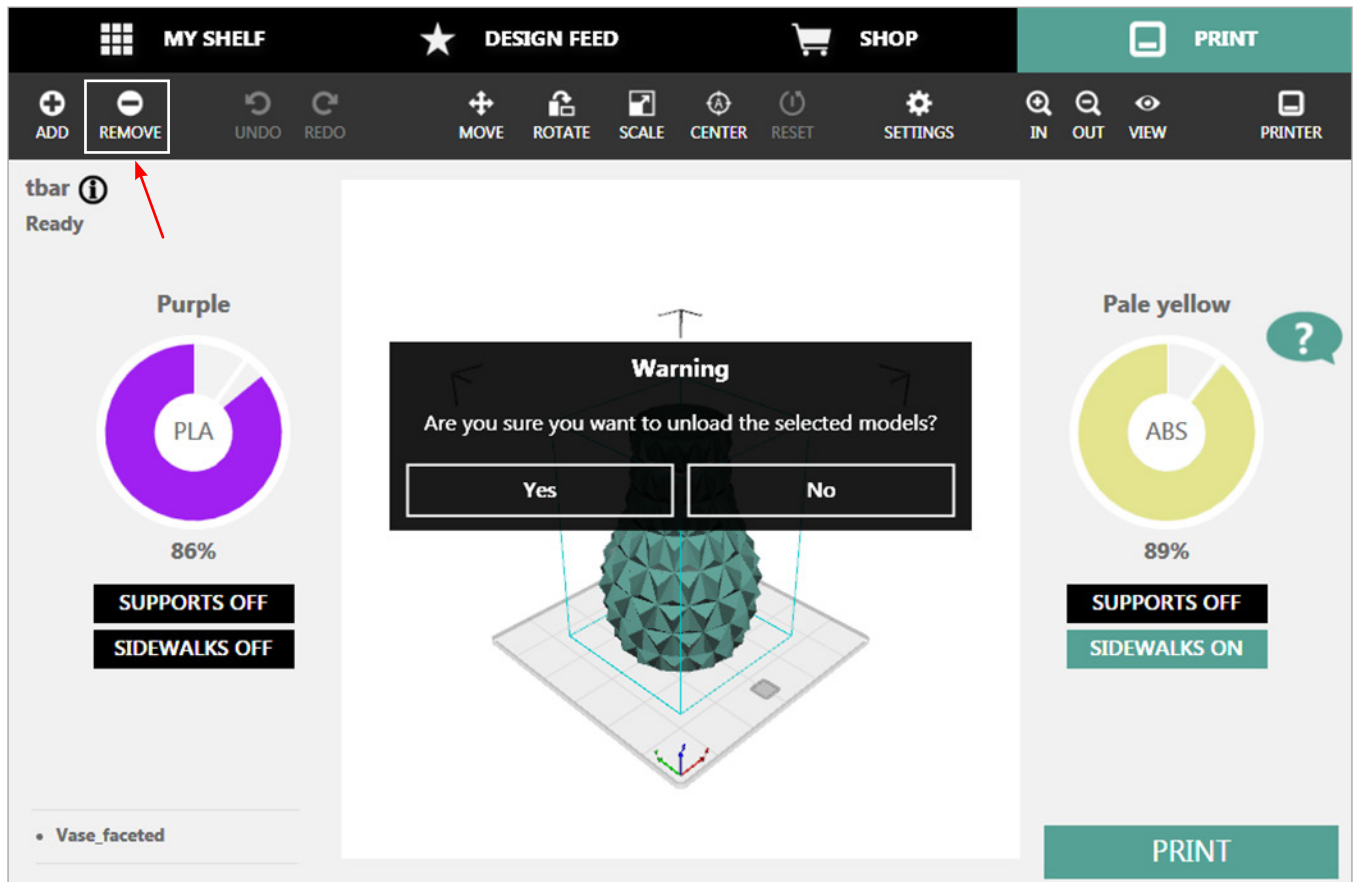 MY SHELF
DESIGN FEED
SHOP
PRINT
ADD
REMOVE
UNDO
REDO
MOVE
ROTATE
SCALE
CENTER
RESET
SETTINGS
IN
OUT
VIEW
PRINTER
tbar
Ready
Purple
PLA
86%
SUPPORTS OFF
SIDEWALKS OFF
Vase_faceted
Warning
Are you sure you want to unload the selected models?
Yes
No
Pale yellow
?
ABS
89%
SUPPORTS OFF
SIDEWALKS ON
PRINT